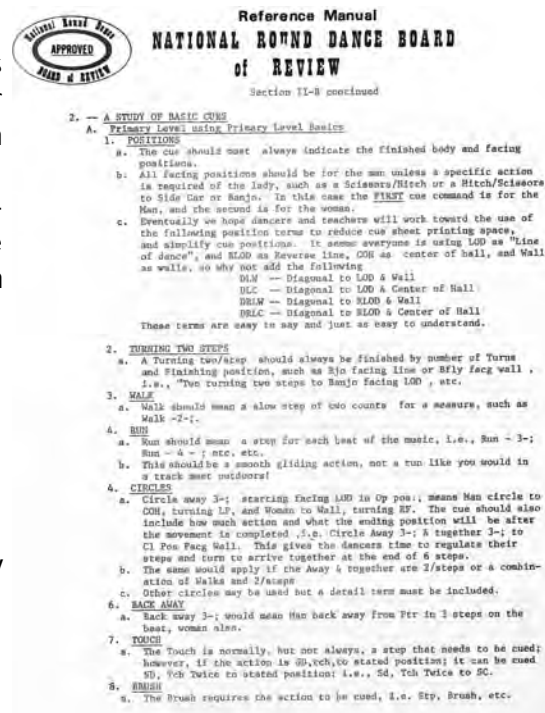 Reference Manual
National Round Dance
APPROVED
BOARD of REVIEW
NATIONAL ROUND DANCE BOARD
of REVIEW
Section II-B continued
2. -- A STUDY OF BASIC CUES
A. Primary Level using Primary Level Basics
1. POSITIONS
a. The cue should most always indicate the finished body and facing
positions.
b. All facing positions should be for the man unless a specific action
is required of the lady, such as a Scissors/Hitch or a Hitch/Scissors
to Side Car or Banjo. In this case the FIRST cue command is for the
Man, and the second is for the woman.
c. Eventually we hope dancers and teachers will work toward the use of
the following position terms to reduce cue sheet printing space,
and simplify cue positions. It seems everyone is using LOD as "Line
of dance", and RLOD as Reverse line, COH as center of hall, and Wall
as walls, so why not add the following
DLW -- Diagonal to LOD & Wall
DLC -- Diagonal to LOD & Center of Hall
DRLW -- Diagonal to RLOD & Wall
DRLC -- Diagonal to RLOD & Center of Hall
These terms are easy to say and just as easy to understand.
2. TURNING TWO STEPS
a. A Turning two/step should always be finished by number of Turns
and Finishing position, such as Bjo facing line or Bfly facg wall ,
i.e., "Two turning two steps to Banjo facing LOD , etc.
3. WALK
a. Walk should mean a slow step of two counts for a measure, such as
Walk -2-;.
4. RUN
a. Run should mean a step for each beat of the music, i.e., Run - 3-;
Run - 4 - ; etc. etc.
b. This should be a smooth gliding action, not a run like you would in
a track meet outdoors!
4. CIRCLES
a. Circle away 3-; starting facing LOD in Op pos., means Man circle to
COH, turning LF, and Woman to Wall, turning RF. The cue should also
include how much action and what the ending position will be after
the movement is completed ,i.e. Circle Away 3-; & together 3-; to
Cl Pos Facg Wall. This gives the dancers time to regulate their
steps and turn to arrive together at the end of 6 steps.
b. The same would apply if the Away & together are 2/steps or a combin-
ation of Walks and 2/steps
c. Other circles may be used but a detail term must be included.
6. BACK AWAY
a. Back away 3-; would mean Man back away from Ptr in 3 steps on the
beat, woman also.
7. TOUCH
a. The Touch is normally, but not always, a step that needs to be cued;
however, if the action is SD,tch,to stated position; it can be cued
SD, Tch Twice to stated position; i.e., Sd, Tch Twice to SC.
8. BRUSH
a. The Brush requires the action to be cued, I.e. Stp, Brush, etc.